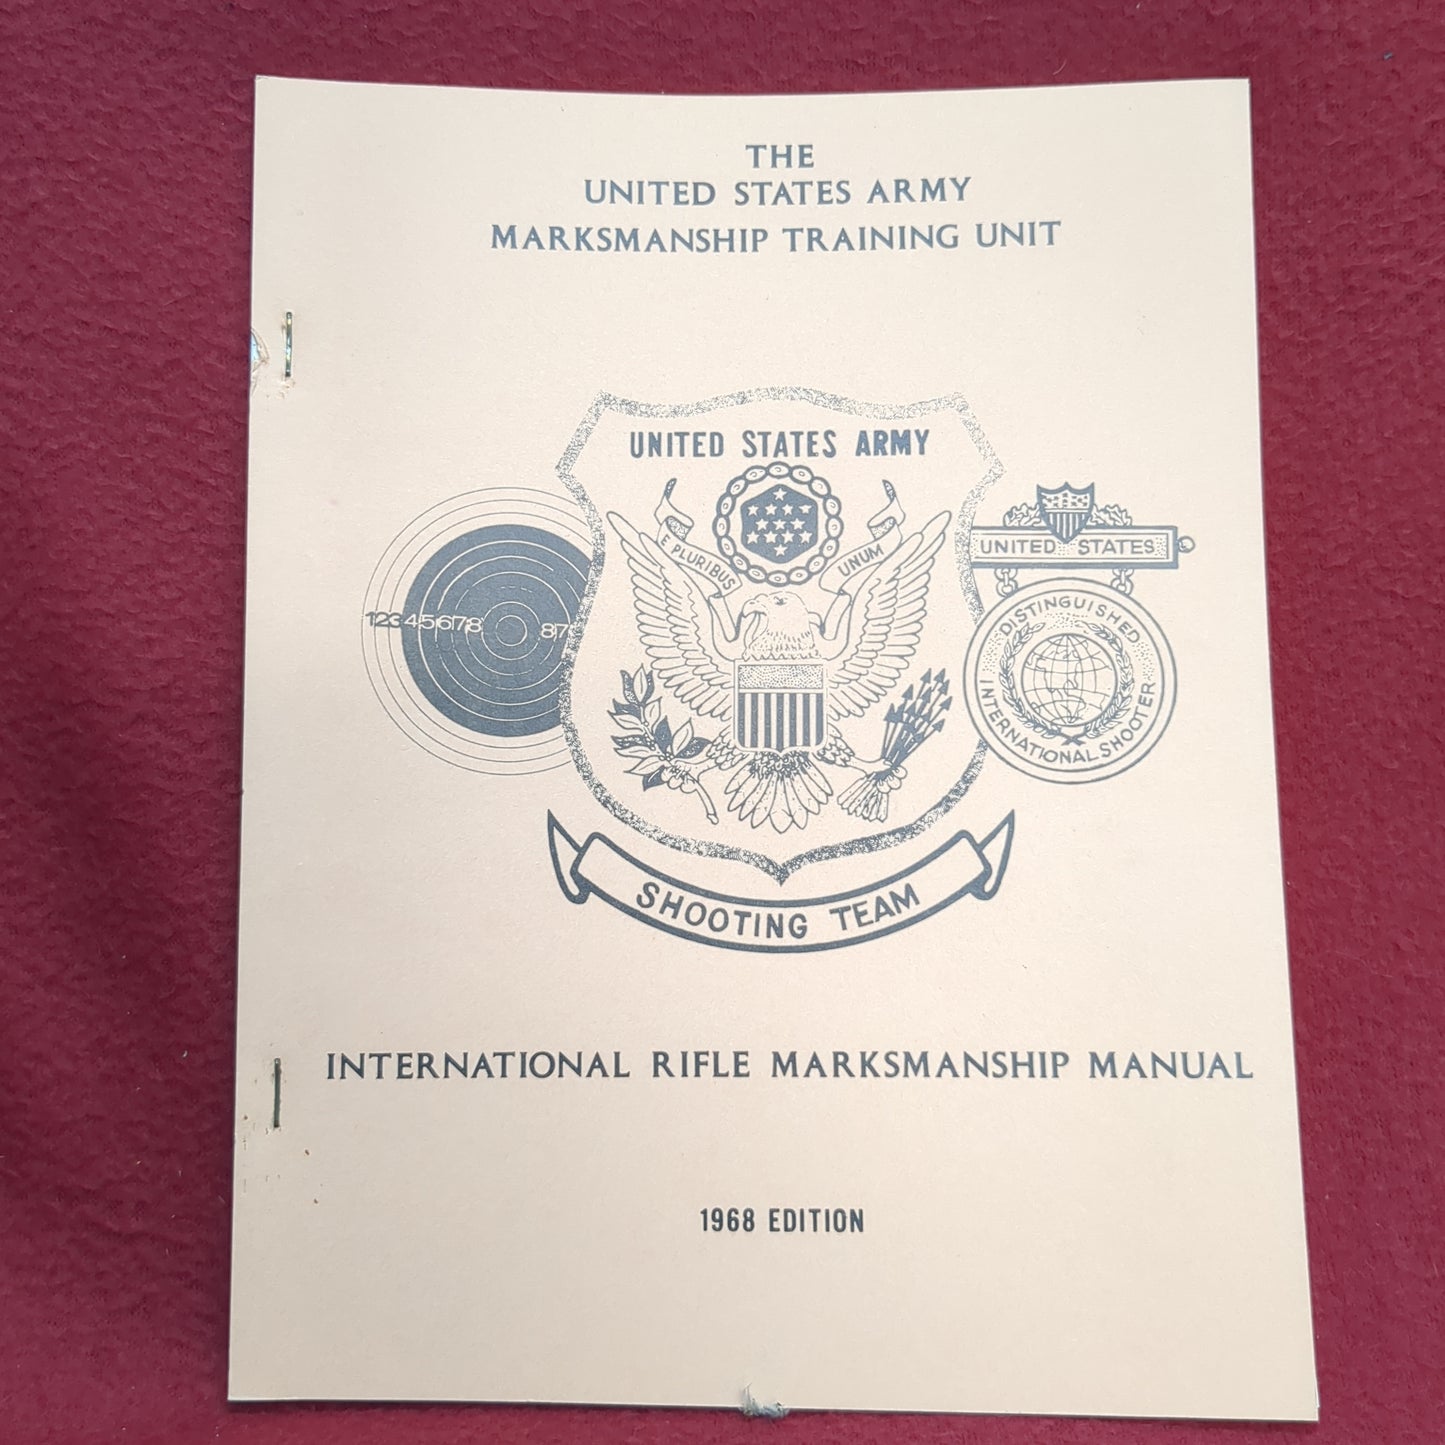 THE
UNITED STATES ARMY
MARKSMANSHIP TRAINING UNIT
UNITED STATES ARMY
E PLURIBUS UNUM
12345678 87
UNITED STATES
DISTINGUISHED
INTERNATIONAL SHOOTER
SHOOTING TEAM
INTERNATIONAL RIFLE MARKSMANSHIP MANUAL
1968 EDITION